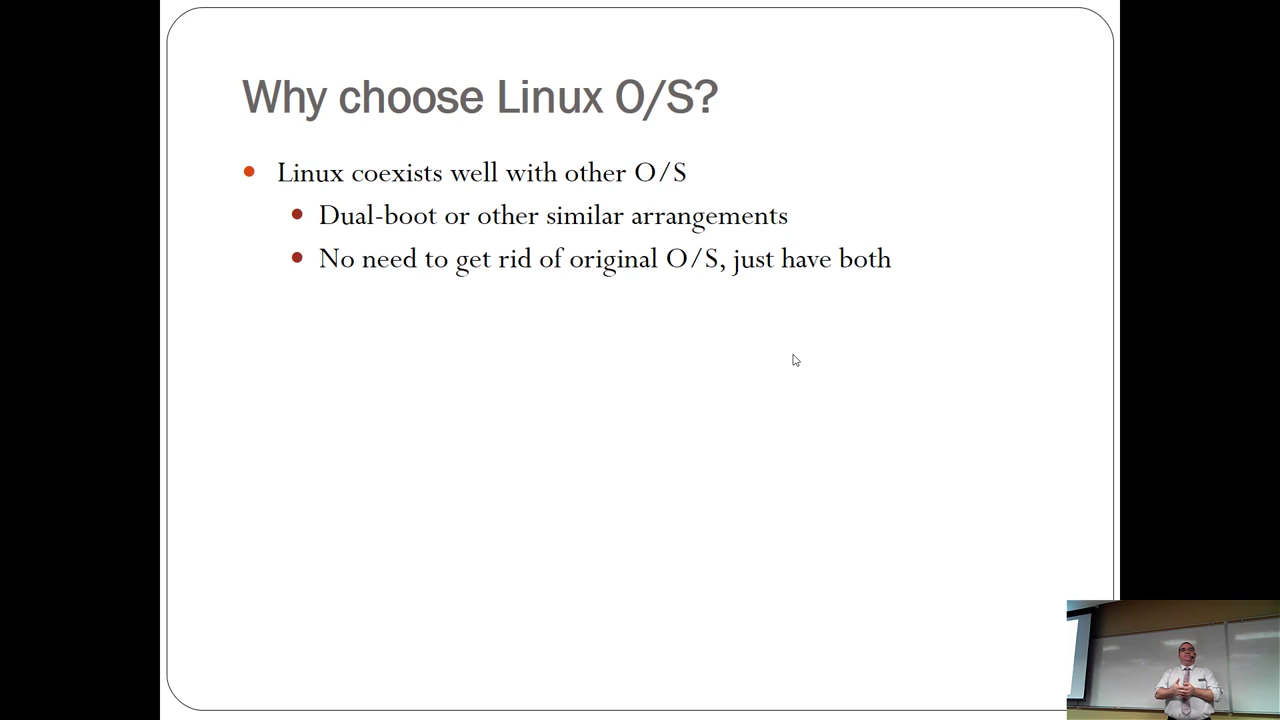 Why choose Linux O/S?
Linux coexists well with other O/S
Dual-boot or other similar arrangements
No need to get rid of original O/S, just have both